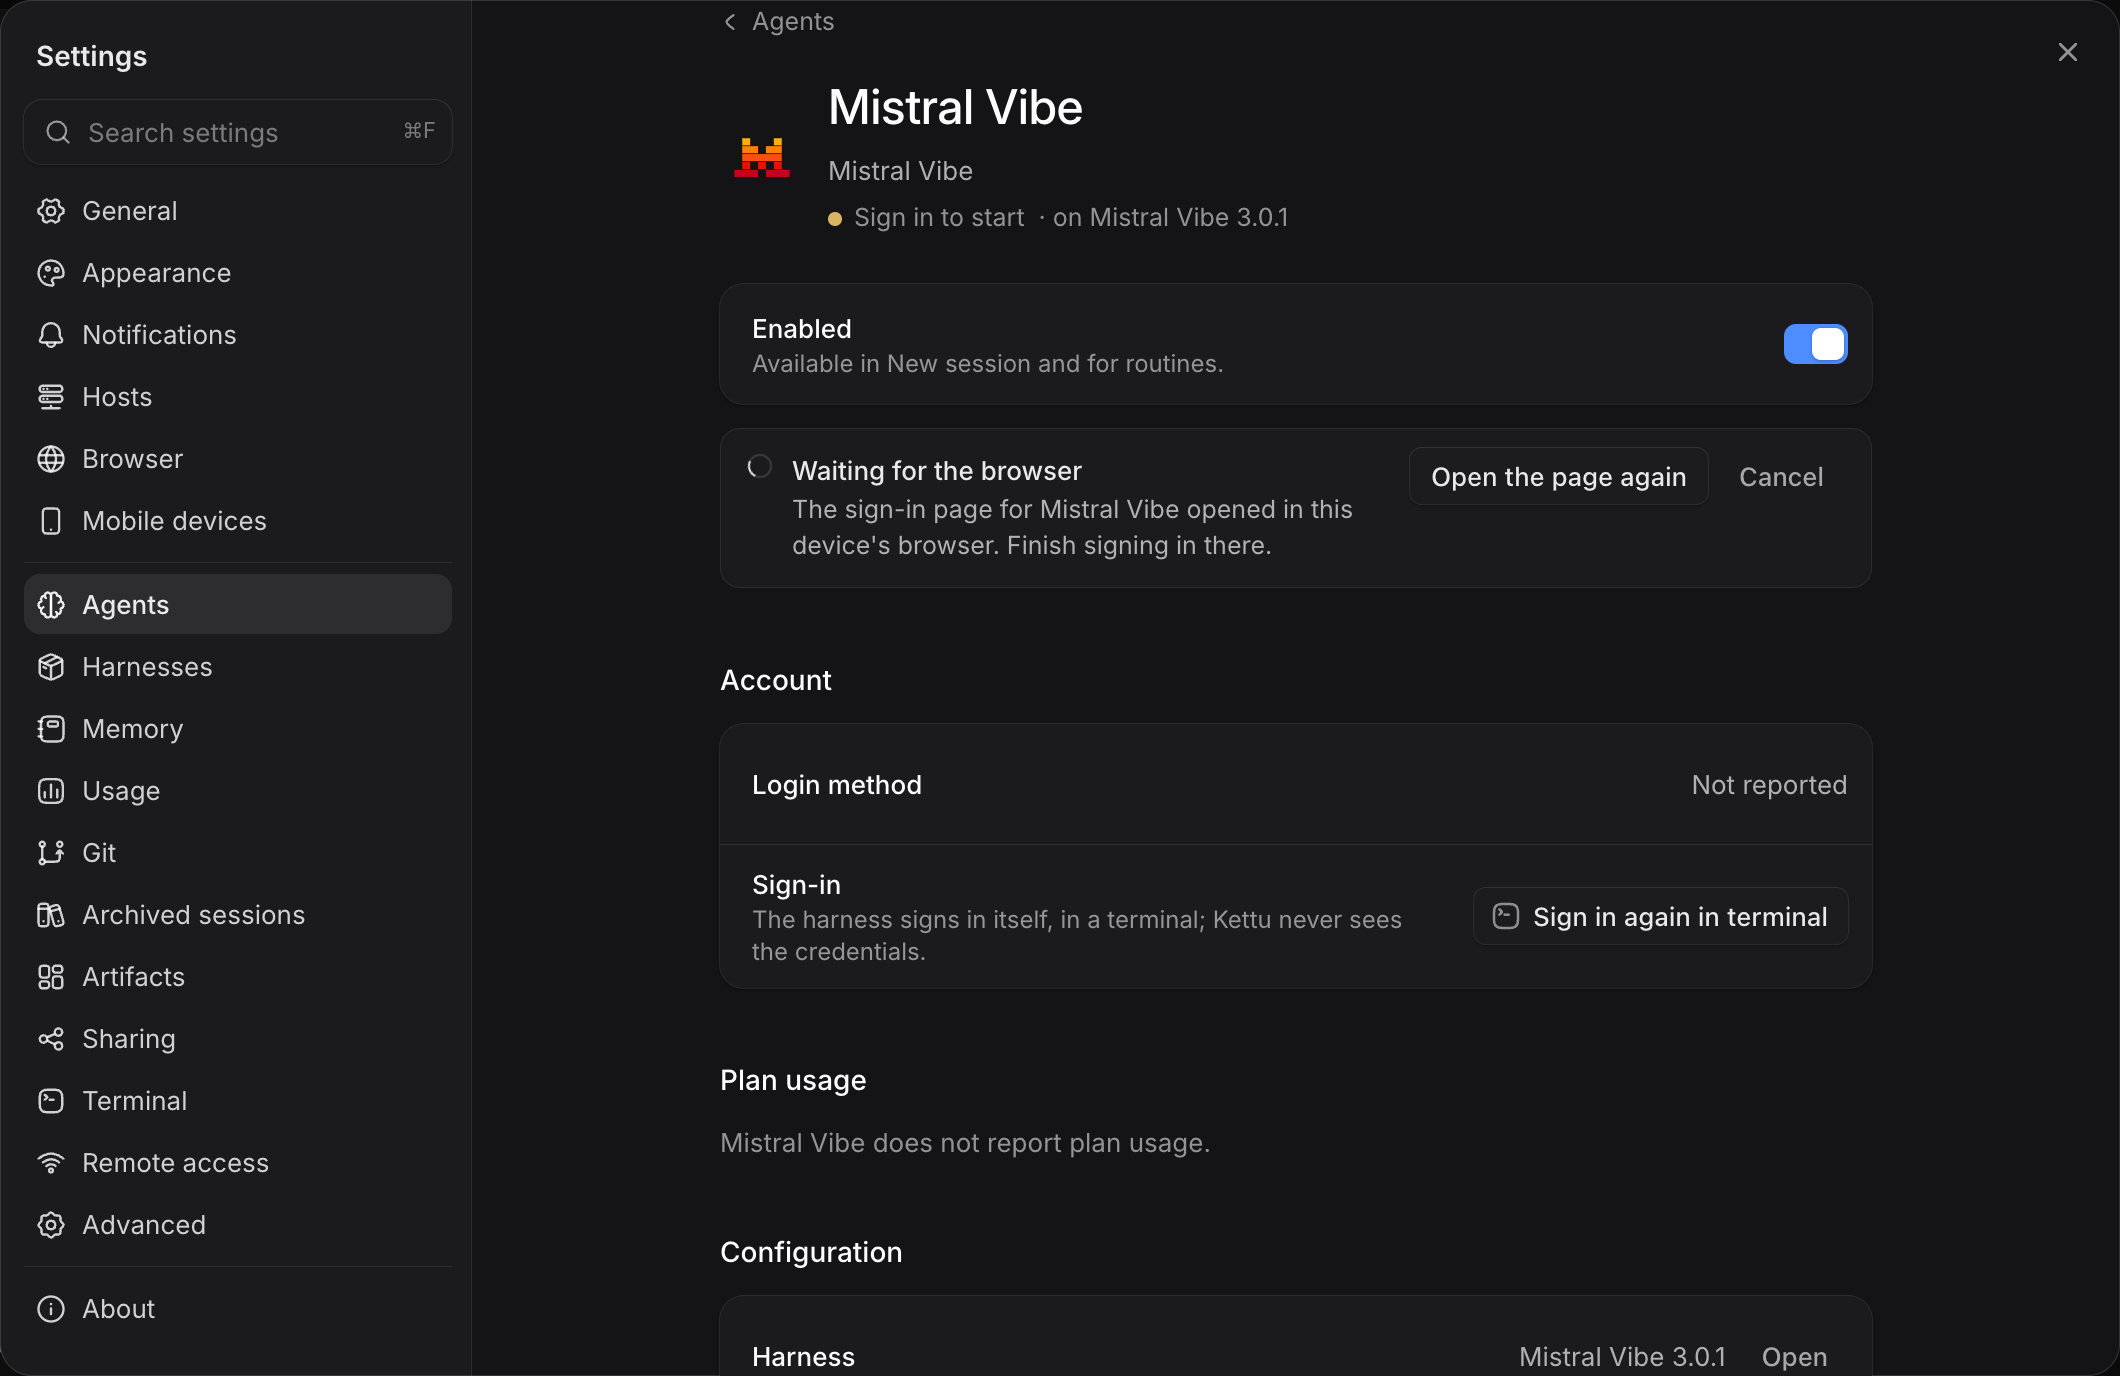 Settings
Search settings ⌘F
General
Appearance
Notifications
Hosts
Browser
Mobile devices
Agents
Harnesses
Memory
Usage
Git
Archived sessions
Artifacts
Sharing
Terminal
Remote access
Advanced
About
Agents
Mistral Vibe
Mistral Vibe
Sign in to start · on Mistral Vibe 3.0.1
Enabled
Available in New session and for routines.
Waiting for the browser
The sign-in page for Mistral Vibe opened in this
device's browser. Finish signing in there.
Open the page again
Cancel
Account
Login method
Not reported
Sign-in
The harness signs in itself, in a terminal; Kettu never sees
the credentials.
Sign in again in terminal
Plan usage
Mistral Vibe does not report plan usage.
Configuration
Harness
Mistral Vibe 3.0.1
Open